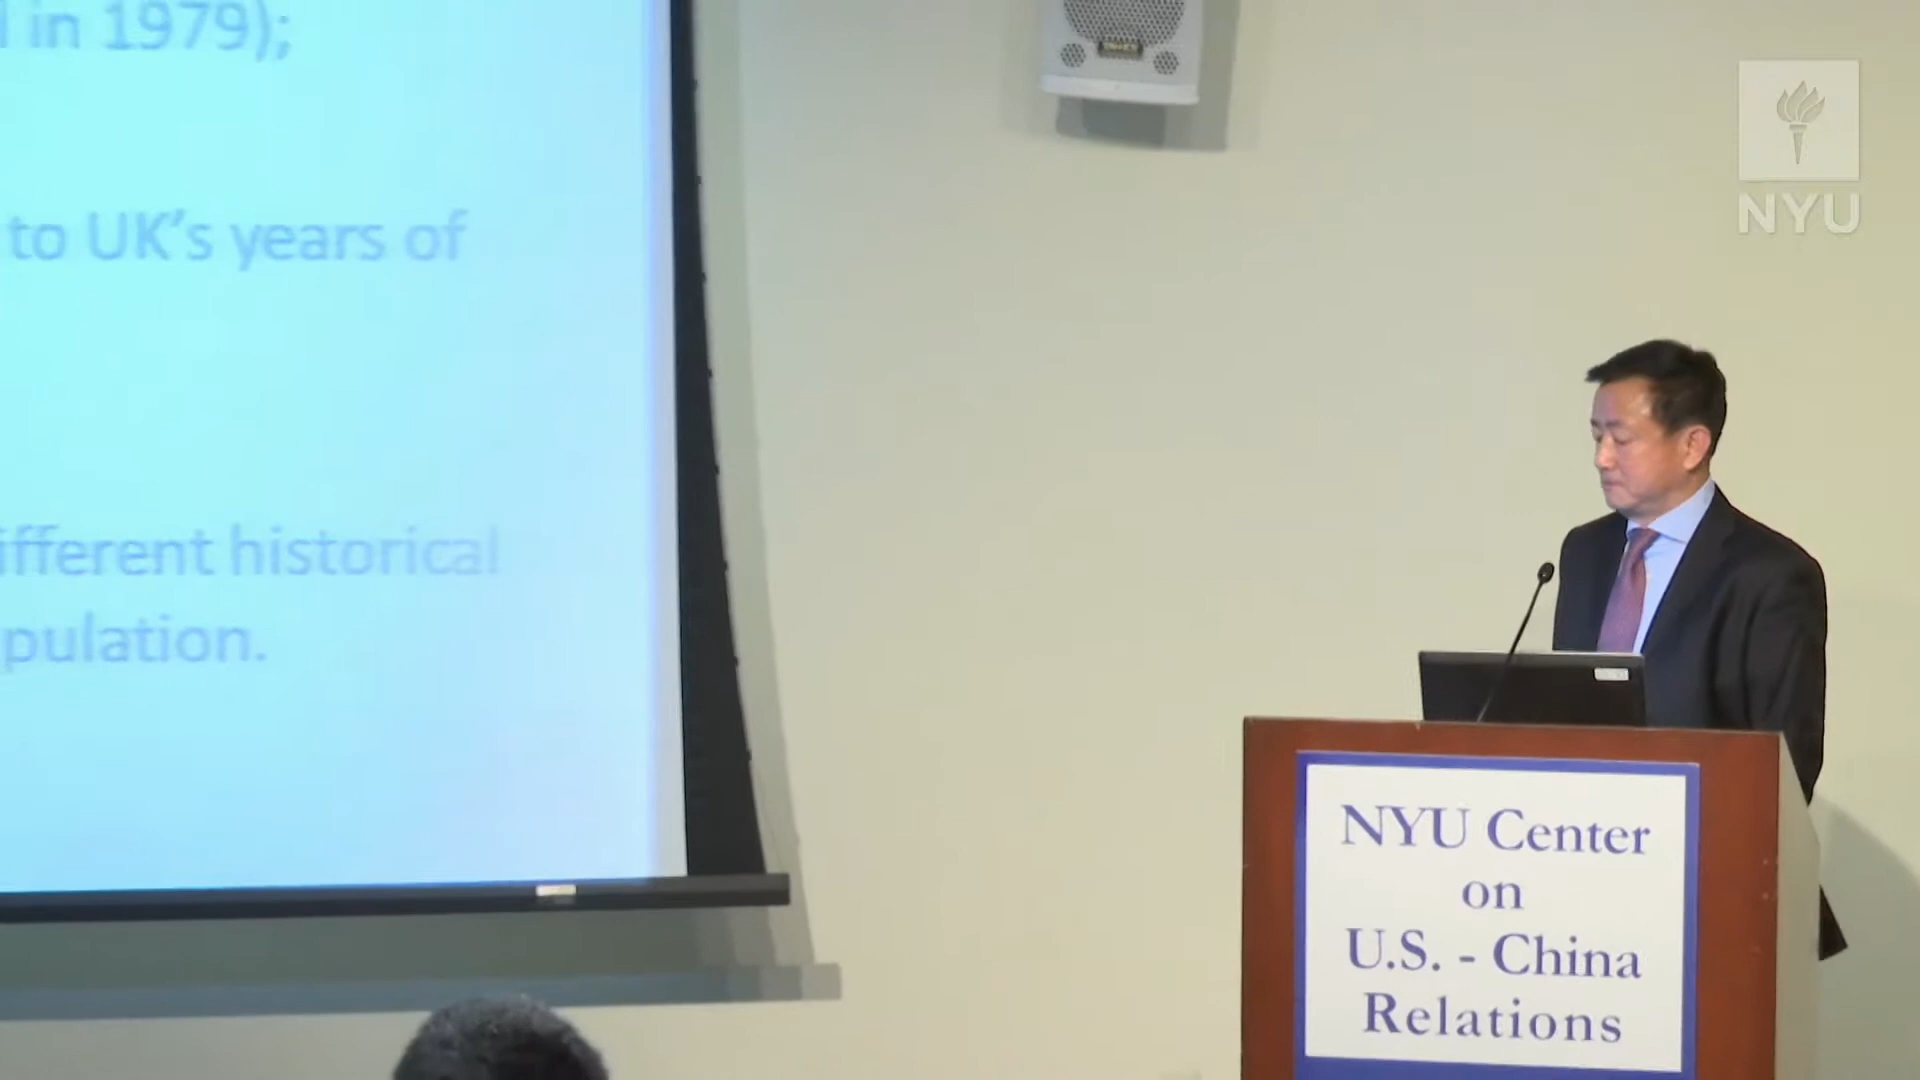 in 1979);
to UK's years of
ifferent historical
pulation.
NYU
NYU Center
on
U.S. - China
Relations